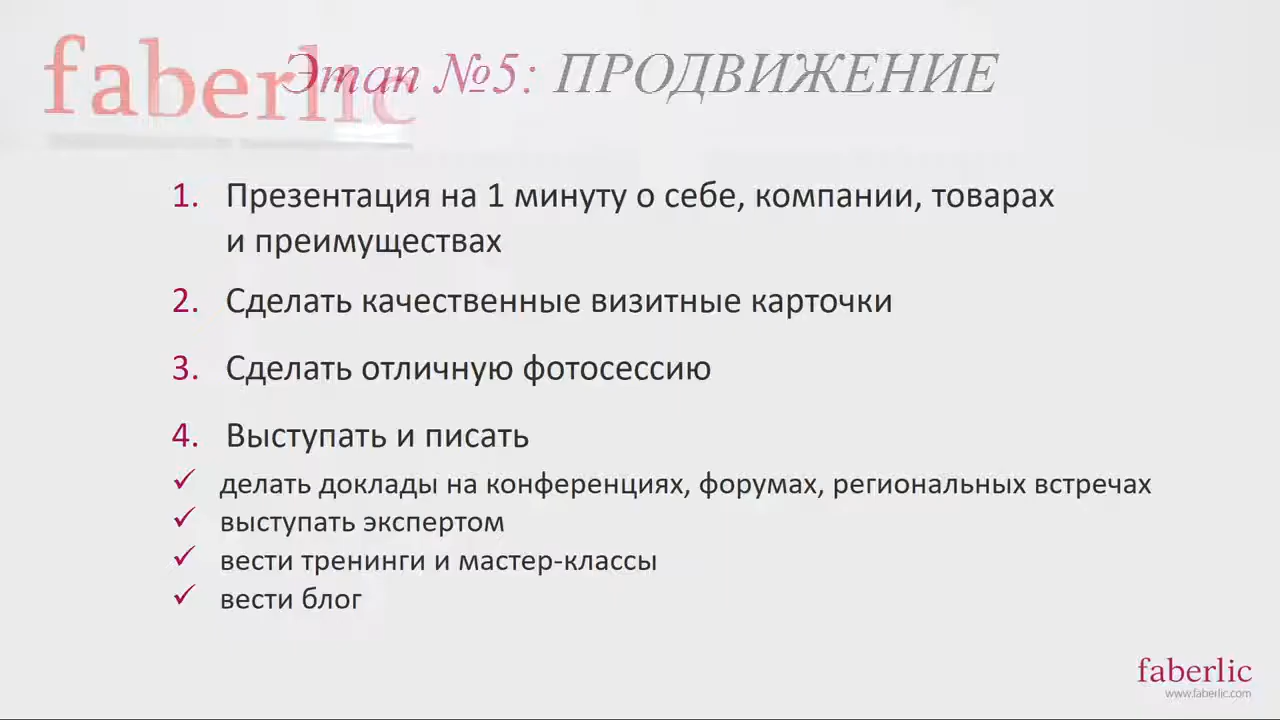 faberlic
Этап №5: ПРОДВИЖЕНИЕ
1. Презентация на 1 минуту о себе, компании, товарах
и преимуществах
2. Сделать качественные визитные карточки
3. Сделать отличную фотосессию
4. Выступать и писать
✓ делать доклады на конференциях, форумах, региональных встречах
✓ выступать экспертом
✓ вести тренинги и мастер-классы
✓ вести блог
faberlic
www.faberlic.com